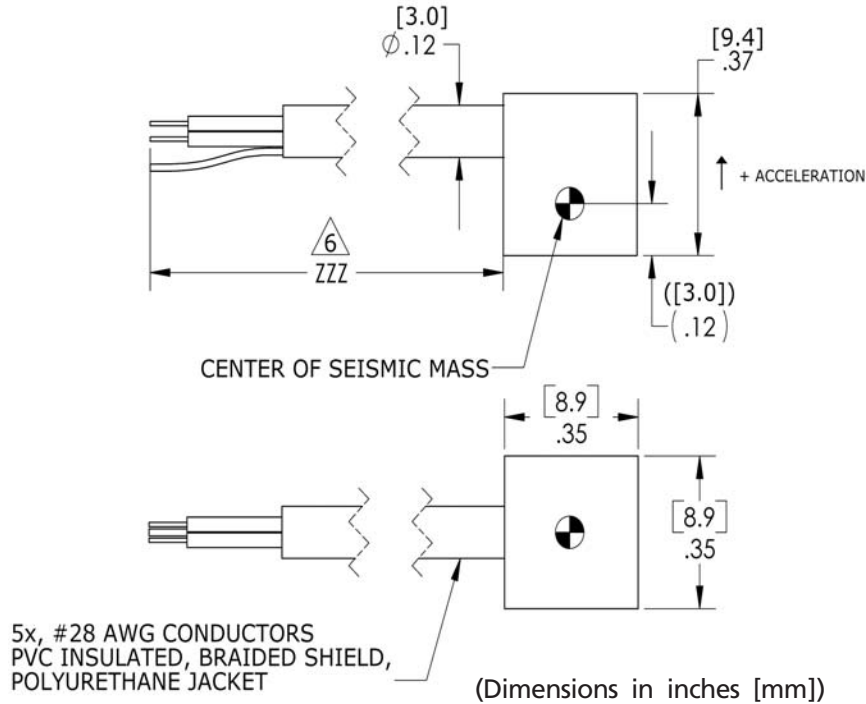 [3.0]
∅.12
[9.4]
.37
+ ACCELERATION
6
ZZZ
([3.0])
(.12)
CENTER OF SEISMIC MASS
[8.9]
.35
[8.9]
.35
5x, #28 AWG CONDUCTORS
PVC INSULATED, BRAIDED SHIELD,
POLYURETHANE JACKET
(Dimensions in inches [mm])